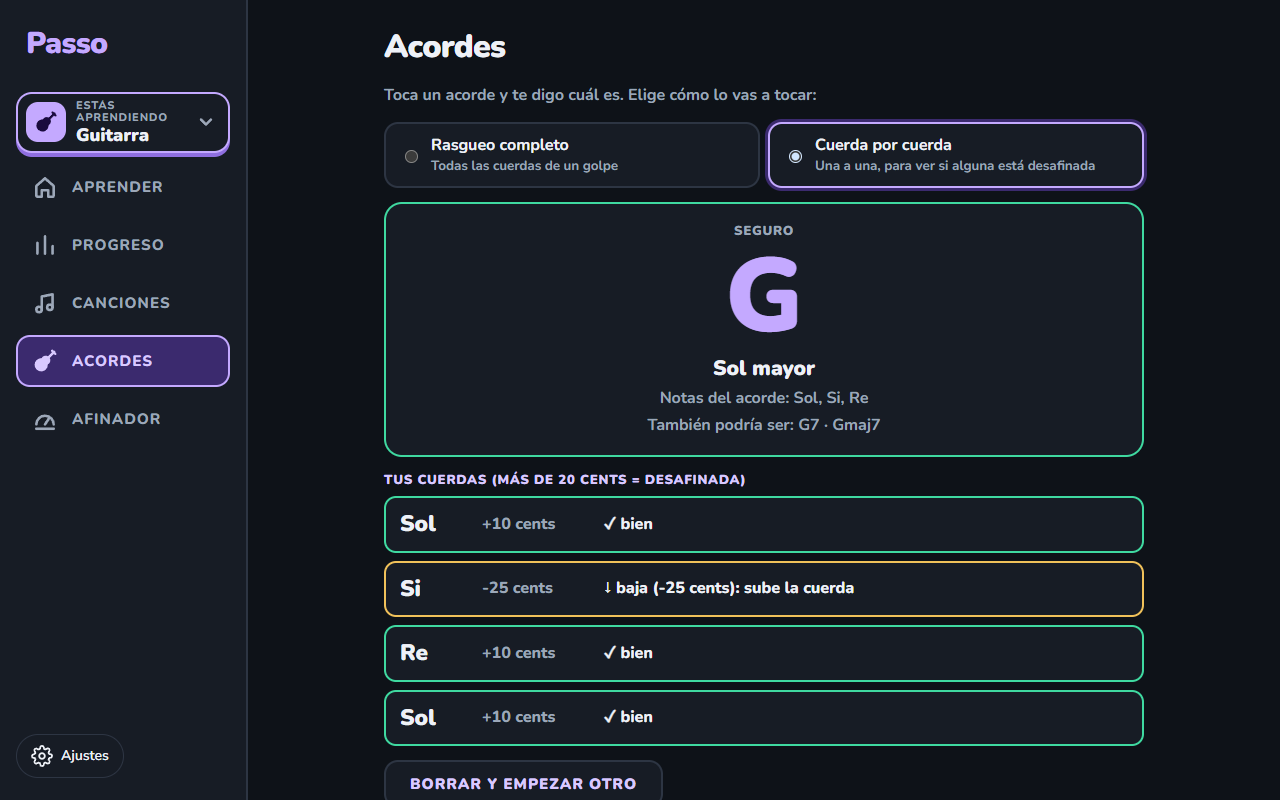 Passo
ESTÁS
APRENDIENDO
Guitarra
APRENDER
PROGRESO
CANCIONES
ACORDES
AFINADOR
Ajustes
Acordes
Toca un acorde y te digo cuál es. Elige cómo lo vas a tocar:
Rasgueo completo
Todas las cuerdas de un golpe
Cuerda por cuerda
Una a una, para ver si alguna está desafinada
SEGURO
G
Sol mayor
Notas del acorde: Sol, Si, Re
También podría ser: G7 · Gmaj7
TUS CUERDAS (MÁS DE 20 CENTS = DESAFINADA)
Sol +10 cents ✓ bien
Si -25 cents ↓ baja (-25 cents): sube la cuerda
Re +10 cents ✓ bien
Sol +10 cents ✓ bien
BORRAR Y EMPEZAR OTRO